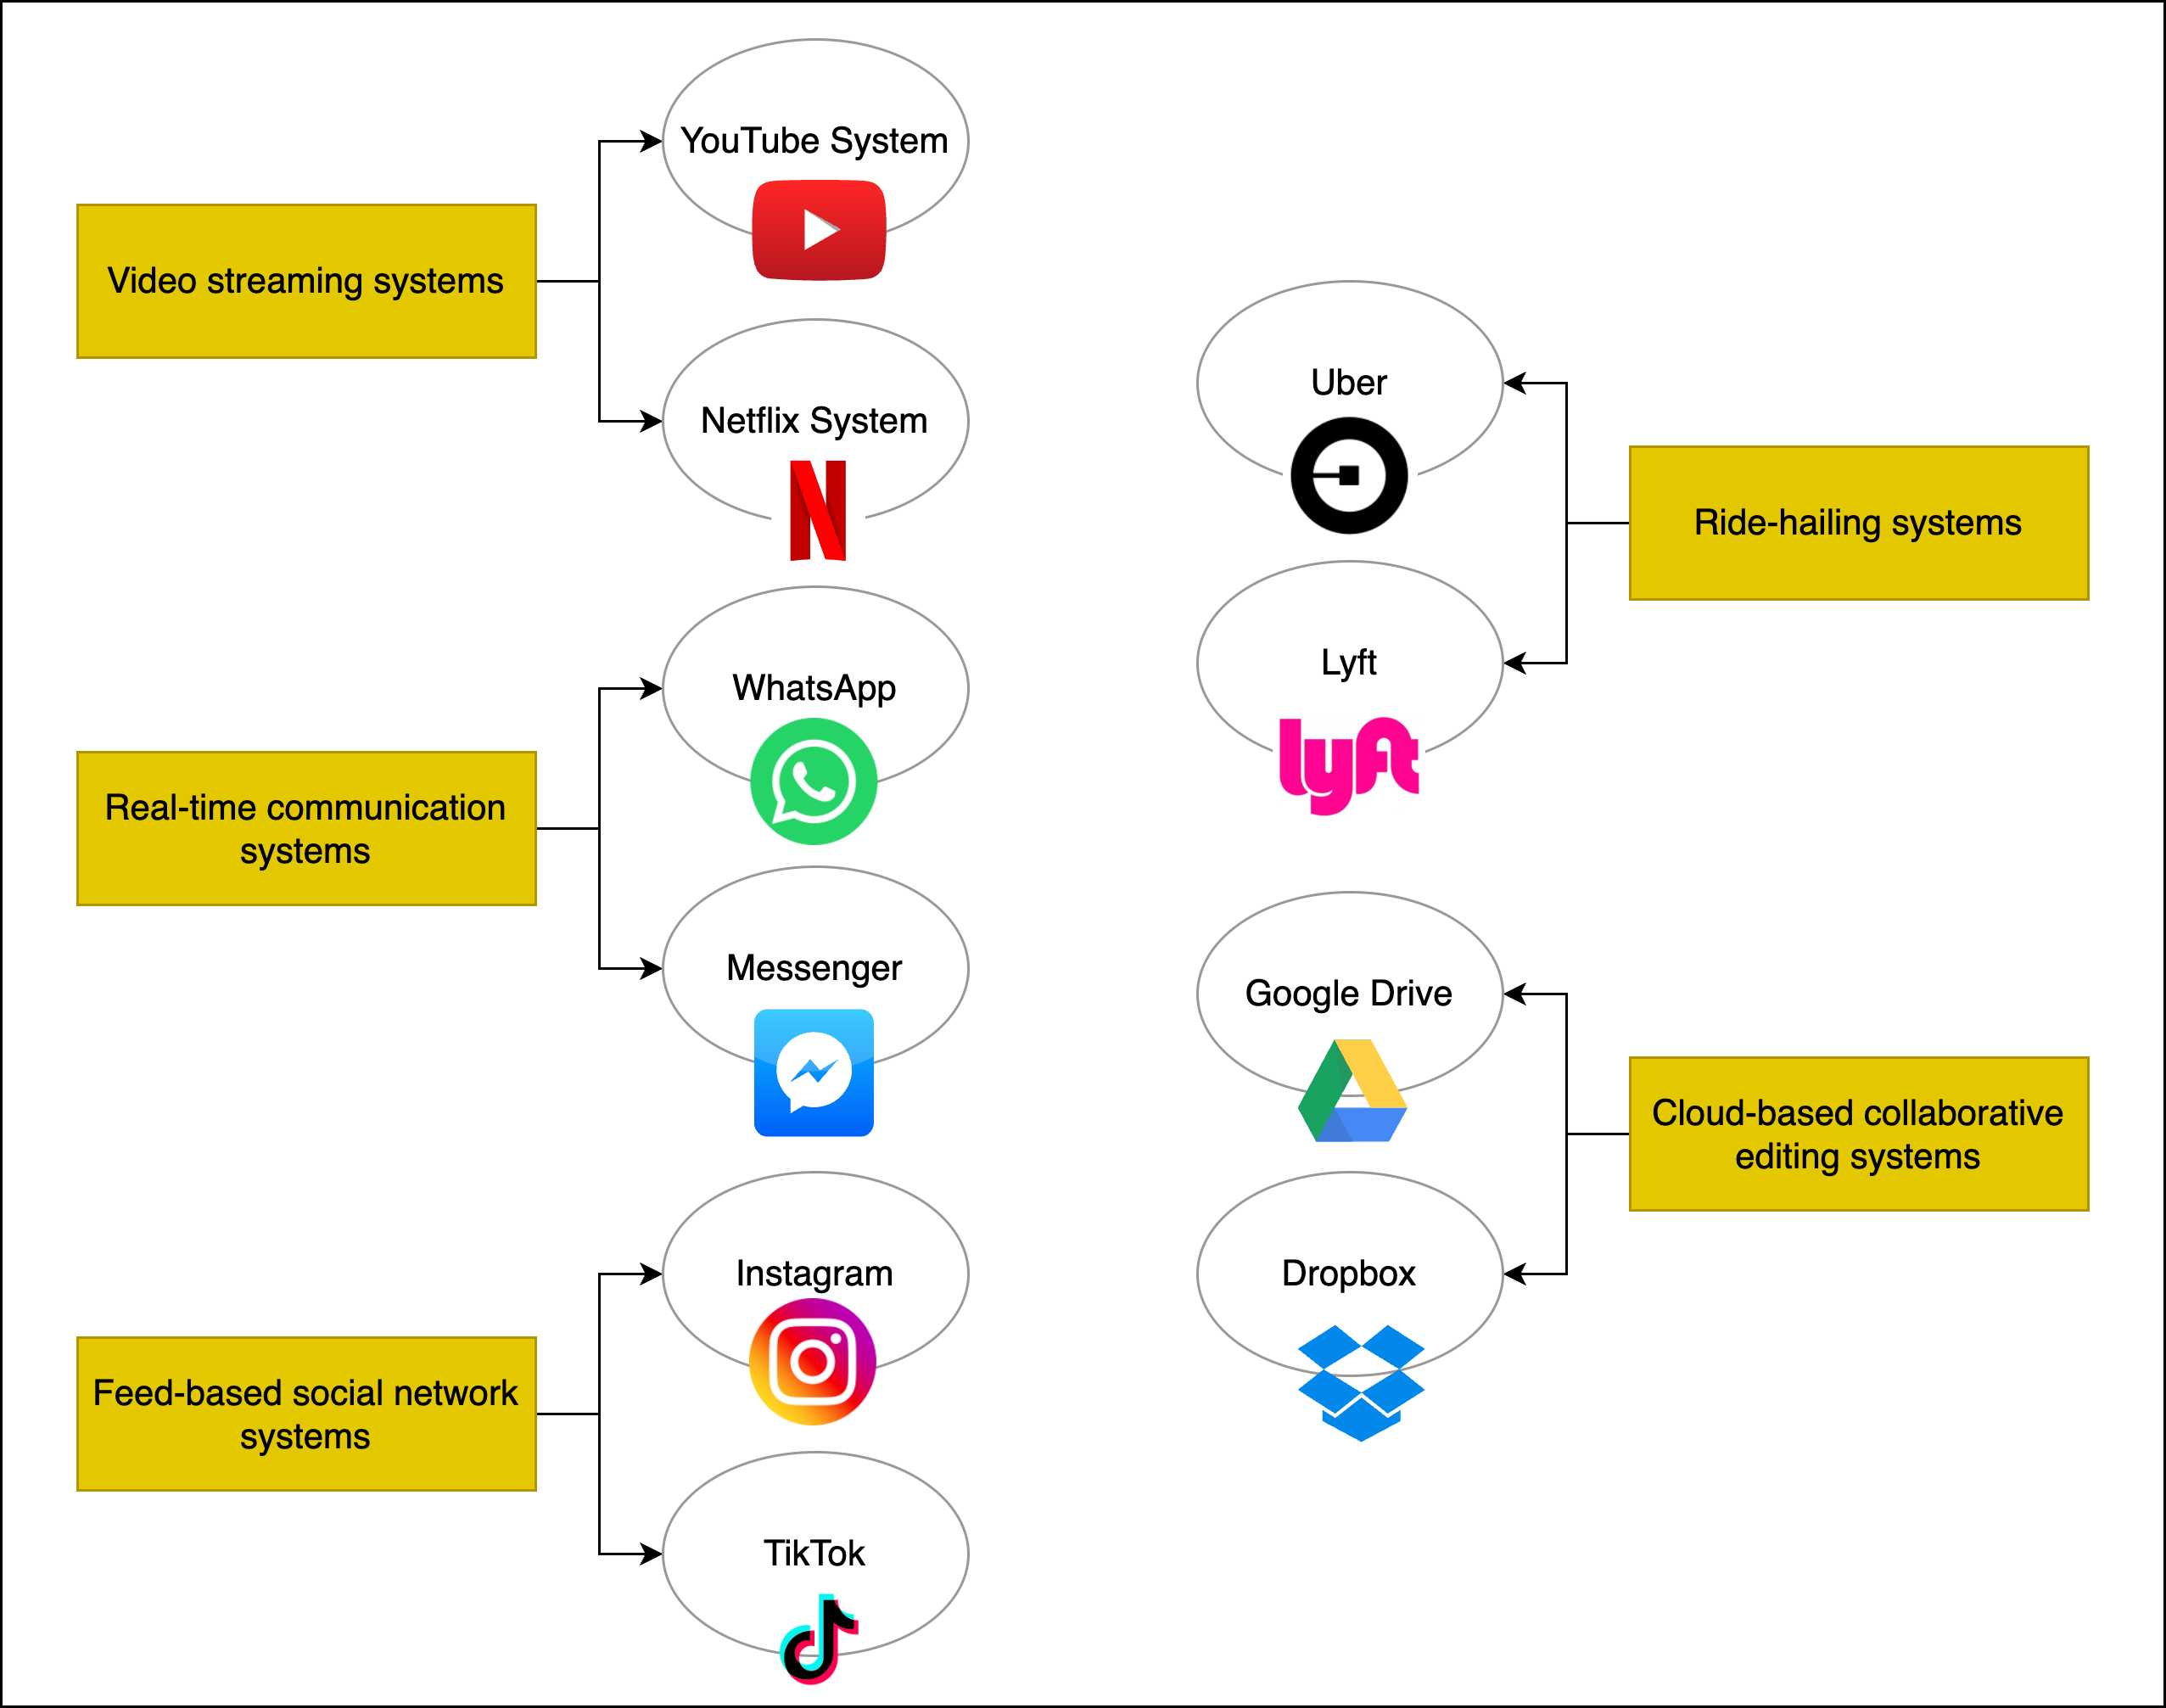 Video streaming systems
YouTube System
Netflix System
Real-time communication
systems
WhatsApp
Messenger
Feed-based social network
systems
Instagram
TikTok
Uber
Lyft
lyft
Ride-hailing systems
Google Drive
Dropbox
Cloud-based collaborative
editing systems